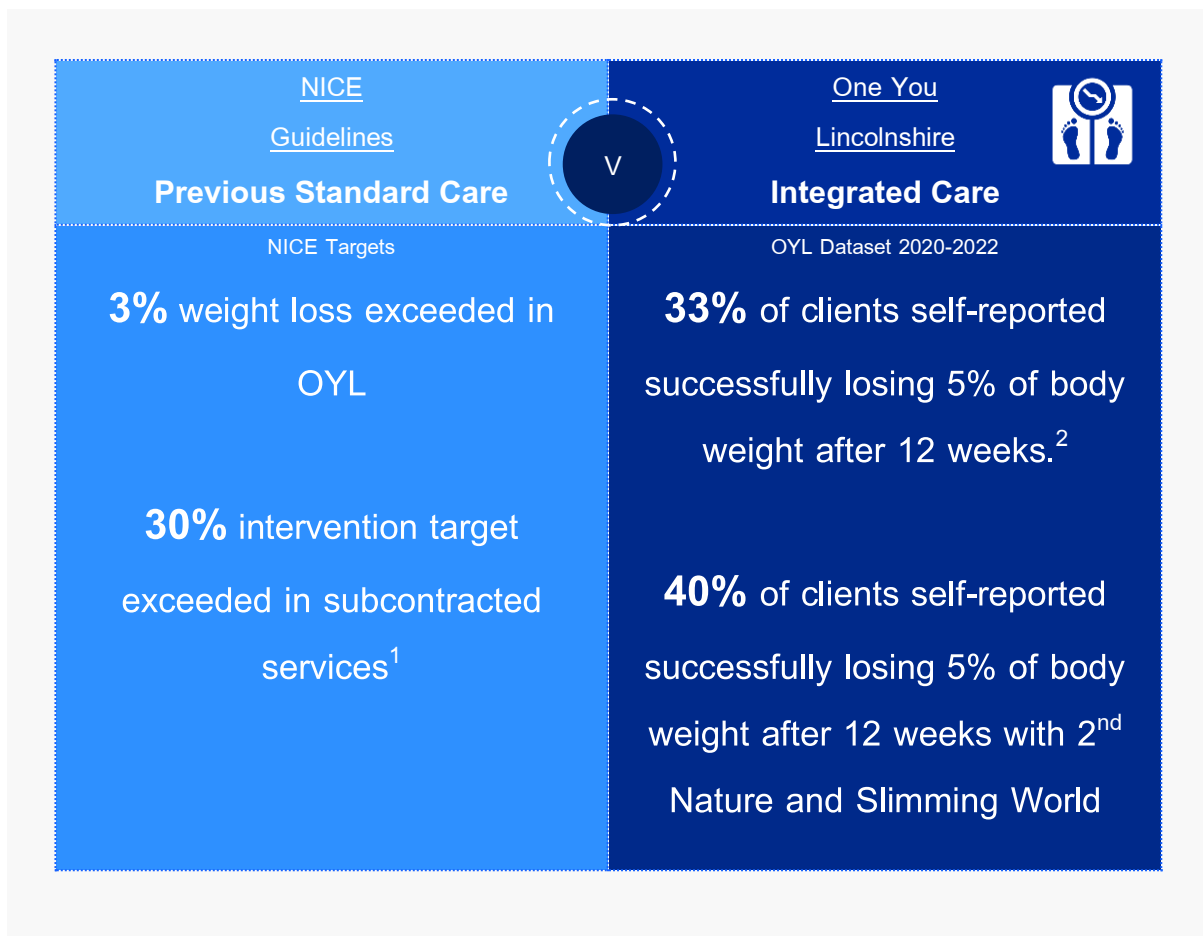 NICE
Guidelines
Previous Standard Care
V
One You
Lincolnshire
Integrated Care
NICE Targets
3% weight loss exceeded in
OYL
30% intervention target
exceeded in subcontracted
services1
OYL Dataset 2020-2022
33% of clients self-reported
successfully losing 5% of body
weight after 12 weeks.2
40% of clients self-reported
successfully losing 5% of body
weight after 12 weeks with 2nd
Nature and Slimming World